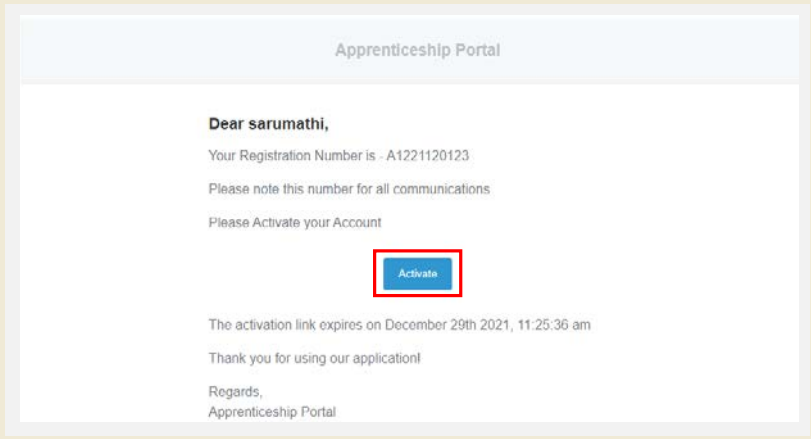 Apprenticeship Portal
Dear sarumathi,
Your Registration Number is - A1221120123
Please note this number for all communications
Please Activate your Account
Activate
The activation link expires on December 29th 2021, 11:25:36 am
Thank you for using our application!
Regards,
Apprenticeship Portal